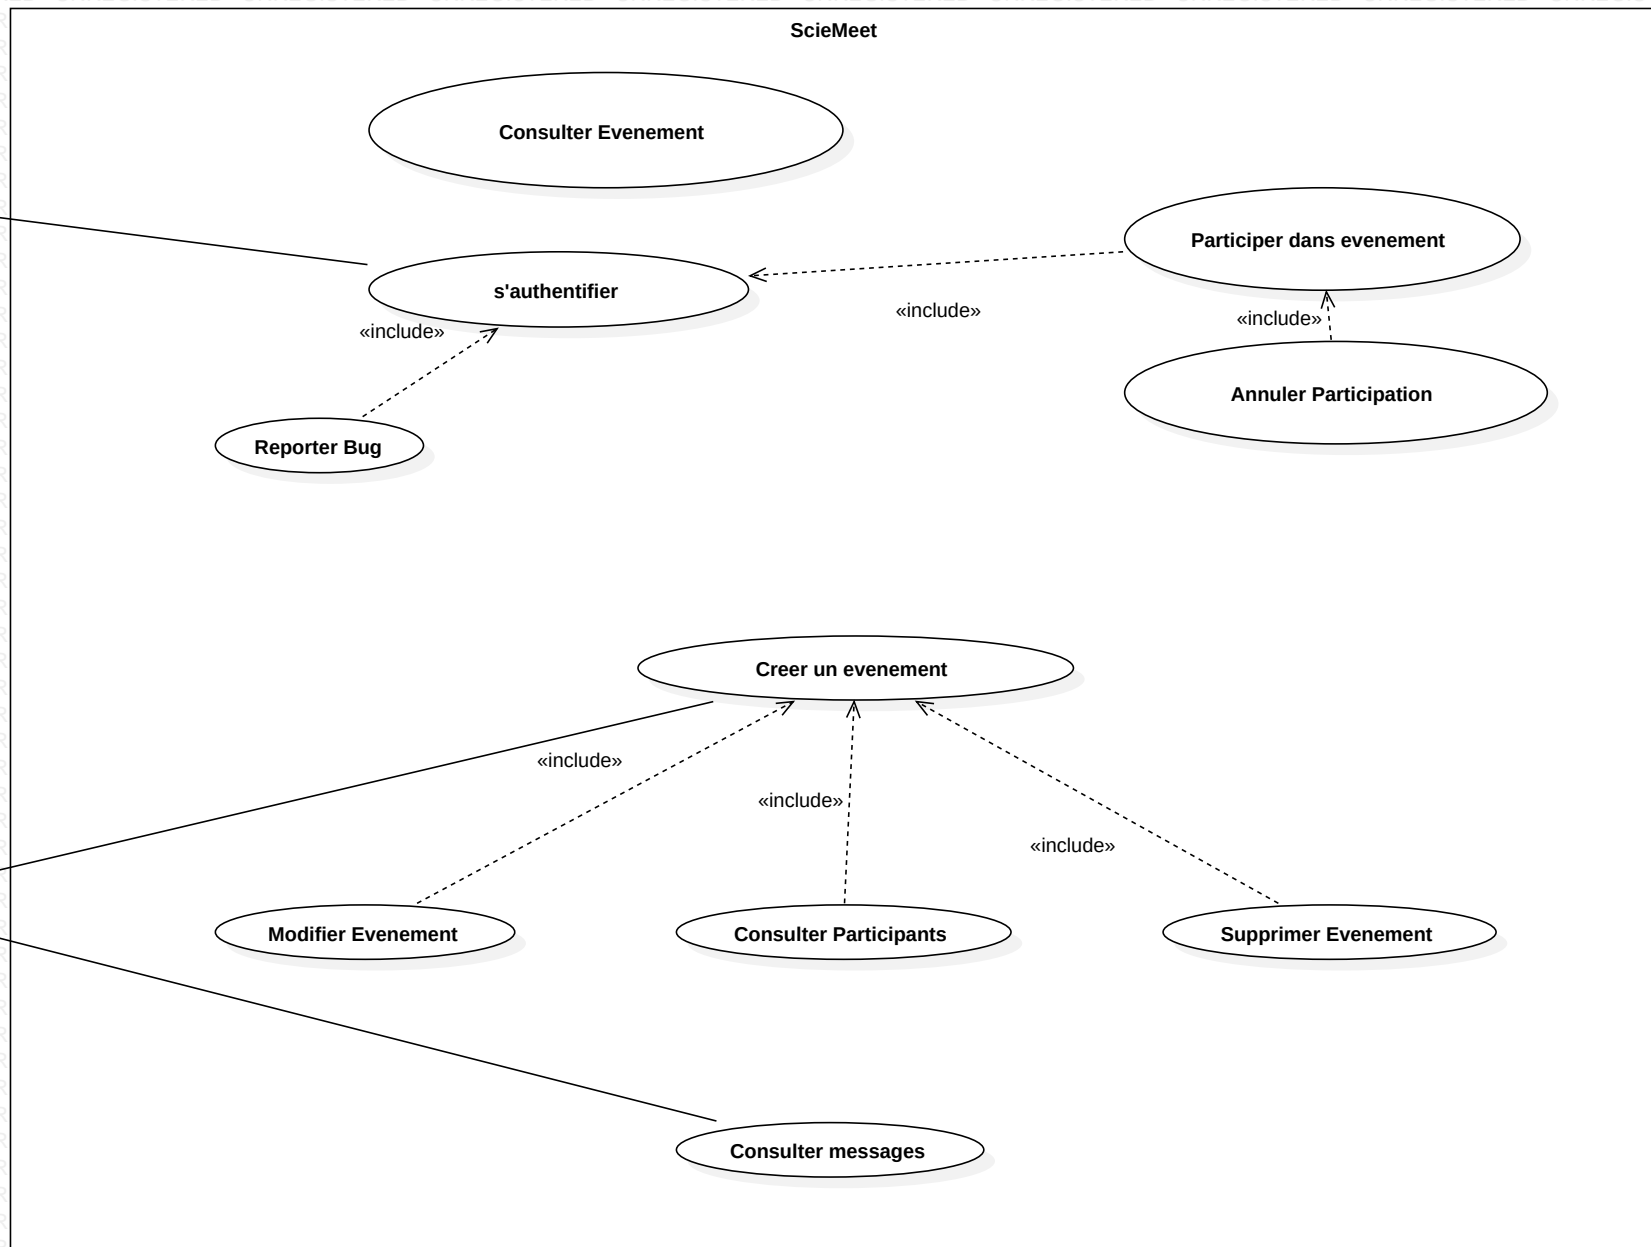 ScieMeet
Consulter Evenement
Participer dans evenement
s'authentifier
«include»
«include»
«include»
Annuler Participation
Reporter Bug
Creer un evenement
«include»
«include»
«include»
Modifier Evenement
Consulter Participants
Supprimer Evenement
Consulter messages